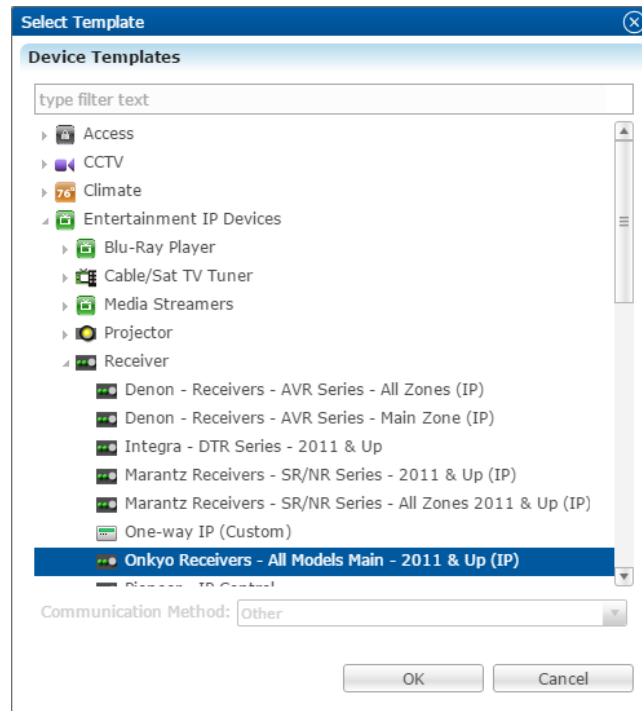 Select Template
Device Templates
type filter text
Access
CCTV
76° Climate
Entertainment IP Devices
Blu-Ray Player
Cable/Sat TV Tuner
Media Streamers
Projector
Receiver
Denon - Receivers - AVR Series - All Zones (IP)
Denon - Receivers - AVR Series - Main Zone (IP)
Integra - DTR Series - 2011 & Up
Marantz Receivers - SR/NR Series - 2011 & Up (IP)
Marantz Receivers - SR/NR Series - All Zones 2011 & Up (IP)
One-way IP (Custom)
Onkyo Receivers - All Models Main - 2011 & Up (IP)
Pioneer - IP Control
Communication Method: Other
OK Cancel